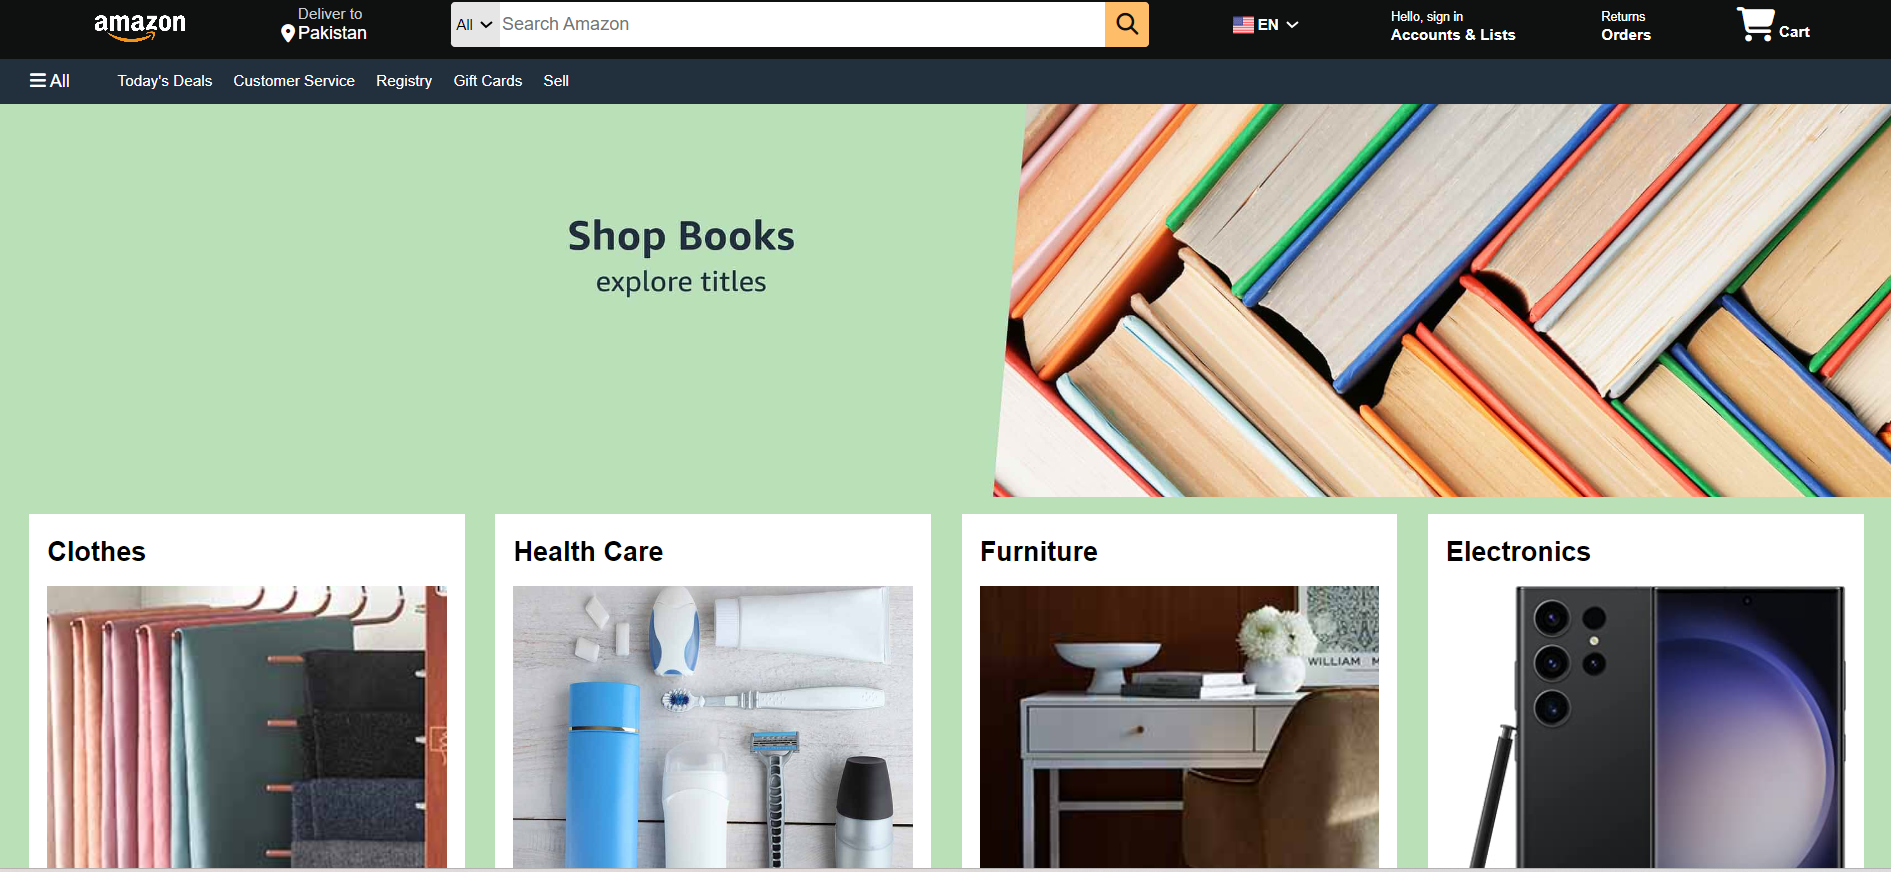 amazon
Deliver to
Pakistan
All
Search Amazon
EN
Hello, sign in
Accounts & Lists
Returns
Orders
Cart
All
Today's Deals
Customer Service
Registry
Gift Cards
Sell
Shop Books
explore titles
Clothes
Health Care
Furniture
Electronics
WILLIAM M